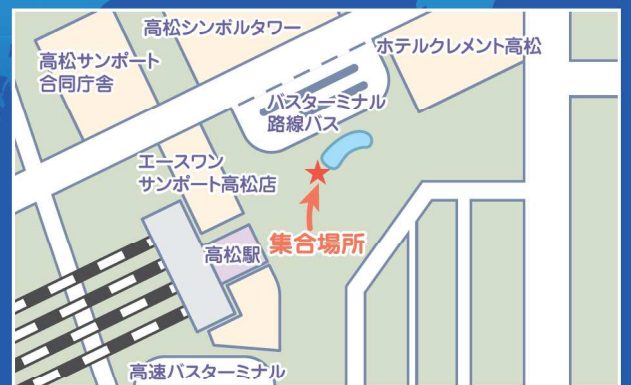 高松シンボルタワー
ホテルクレメント高松
高松サンポート
合同庁舎
バスターミナル
路線バス
エースワン
サンポート高松店
集合場所
高松駅
高速バスターミナル